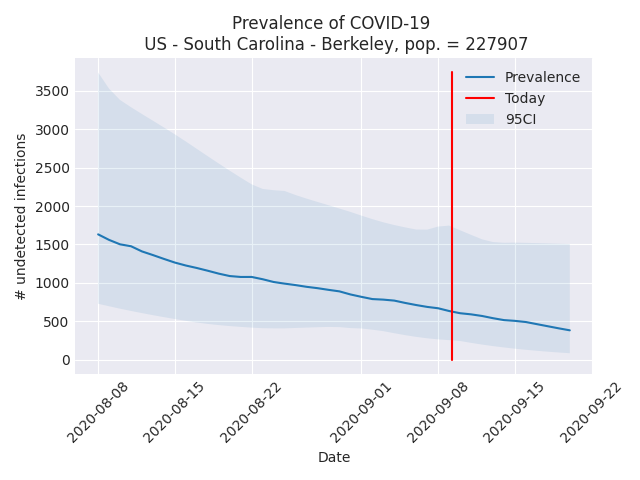 Prevalence of COVID-19
US - South Carolina - Berkeley, pop. = 227907
Prevalence
Today
95CI
# undetected infections
3500
3000
2500
2000
1500
1000
500
0
2020-08-08
2020-08-15
2020-08-22
2020-09-01
2020-09-08
2020-09-15
2020-09-22
Date